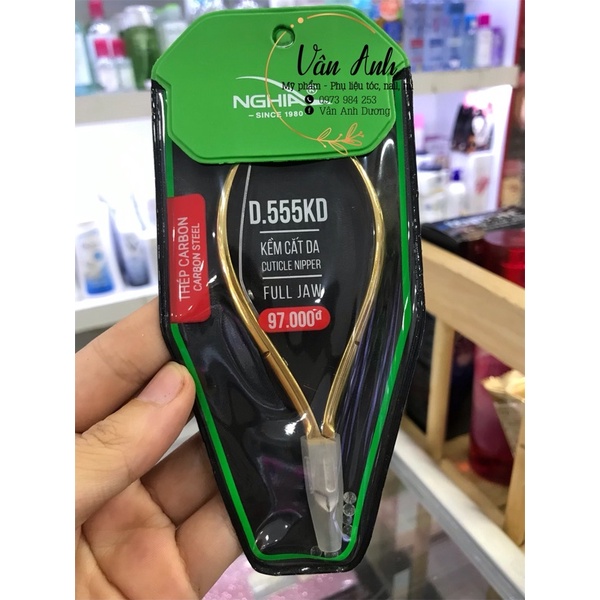 Vân Anh
Mỹ phẩm - Phụ liệu tóc, nail,
0973 984 253
Vân Anh Dương
NGHIA
SINCE 1980
D.555KD
KỀM CẮT DA
CUTICLE NIPPER
FULL JAW
97.000đ
THÉP CARBON
CARBON STEEL